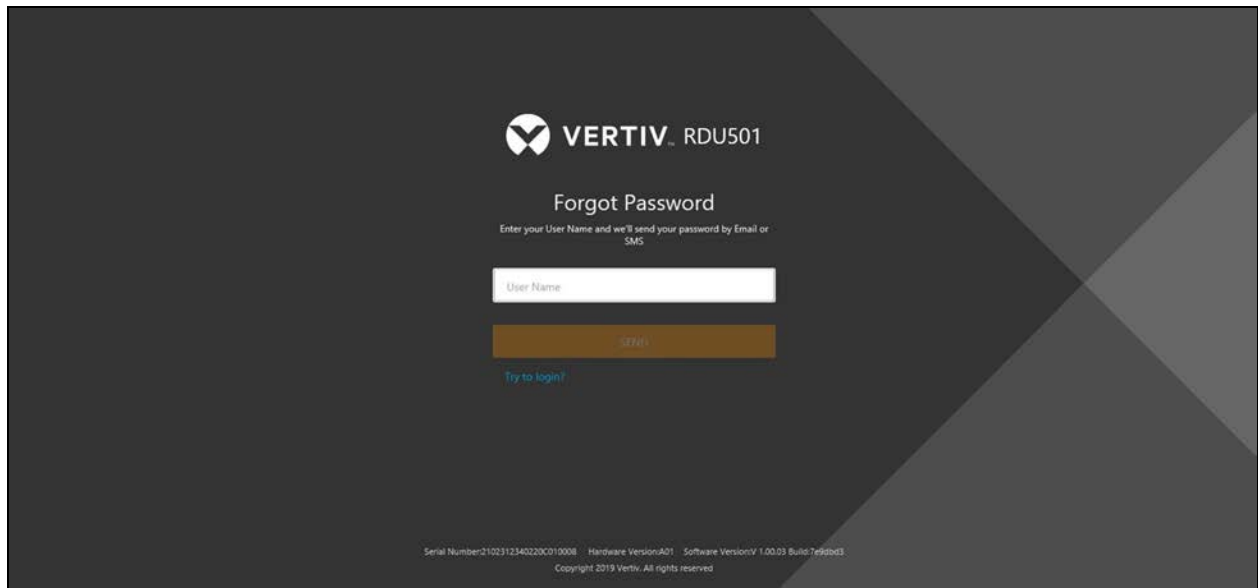 VERTIV™ RDU501
Forgot Password
Enter your User Name and we'll send your password by Email or
SMS
User Name
SEND
Try to login?
Serial Number:2102312340220C010008 Hardware Version:A01 Software Version:V 1.00.03 Build:7e9dbd3
Copyright 2019 Vertiv. All rights reserved